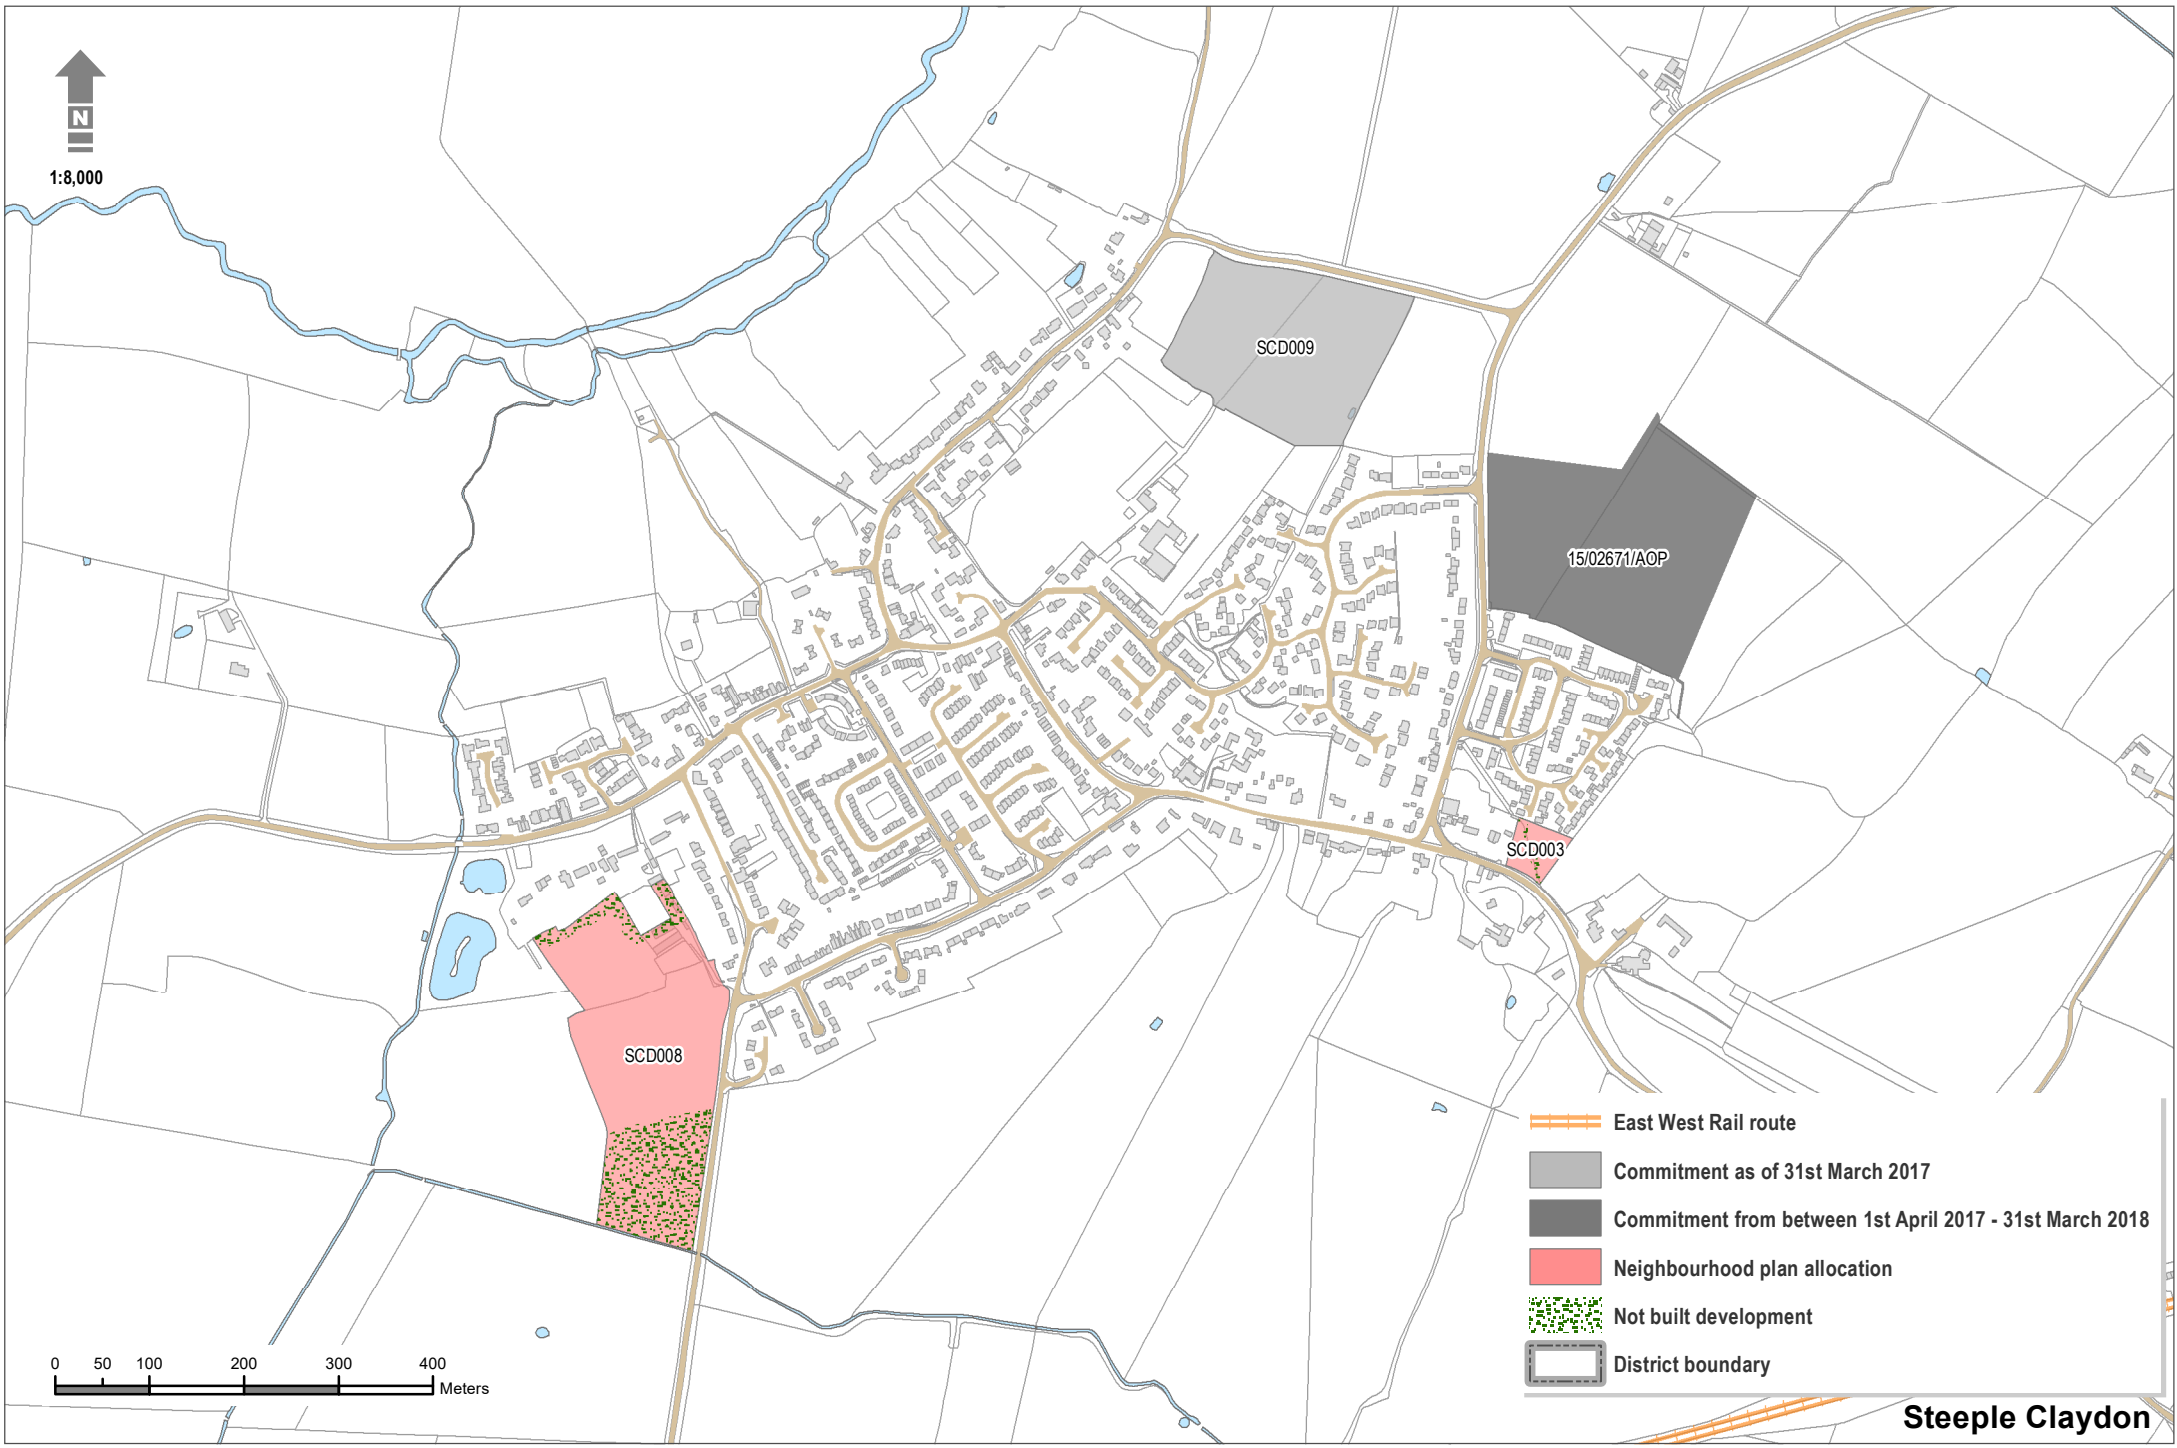 N
1:8,000
SCD009
15/02671/AOP
SCD003
SCD008
East West Rail route
Commitment as of 31st March 2017
Commitment from between 1st April 2017 - 31st March 2018
Neighbourhood plan allocation
Not built development
District boundary
0 50 100 200 300 400
Meters
Steeple Claydon